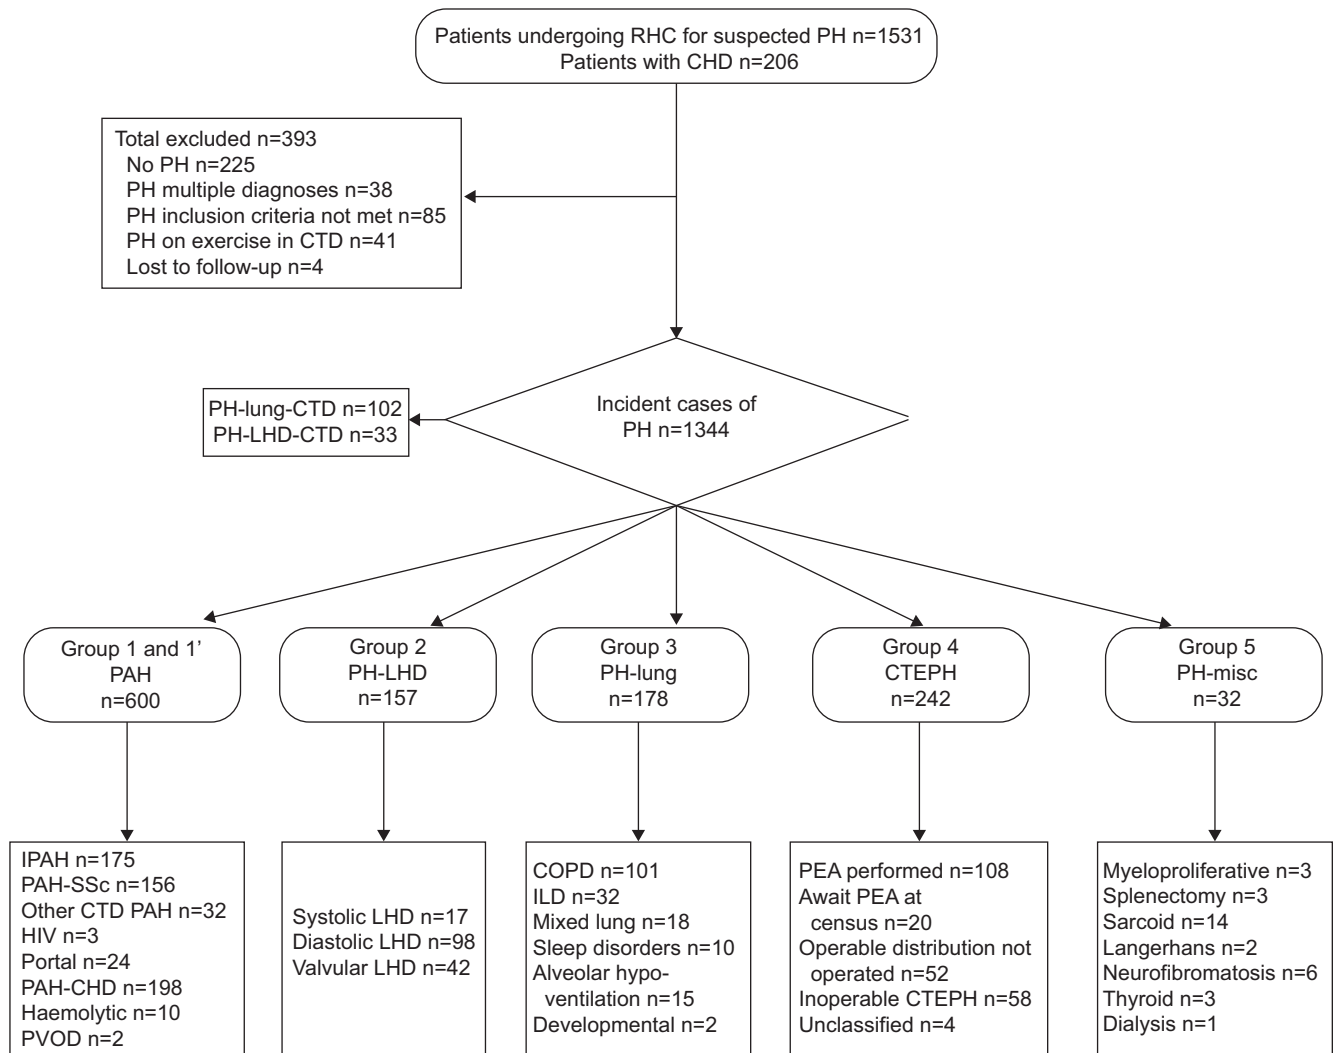 Patients undergoing RHC for suspected PH n=1531
Patients with CHD n=206
Total excluded n=393
No PH n=225
PH multiple diagnoses n=38
PH inclusion criteria not met n=85
PH on exercise in CTD n=41
Lost to follow-up n=4
PH-lung-CTD n=102
PH-LHD-CTD n=33
Incident cases of
PH n=1344
Group 1 and 1’
PAH
n=600
Group 2
PH-LHD
n=157
Group 3
PH-lung
n=178
Group 4
CTEPH
n=242
Group 5
PH-misc
n=32
IPAH n=175
PAH-SSc n=156
Other CTD PAH n=32
HIV n=3
Portal n=24
PAH-CHD n=198
Haemolytic n=10
PVOD n=2
Systolic LHD n=17
Diastolic LHD n=98
Valvular LHD n=42
COPD n=101
ILD n=32
Mixed lung n=18
Sleep disorders n=10
Alveolar hypo-
ventilation n=15
Developmental n=2
PEA performed n=108
Await PEA at
census n=20
Operable distribution not
operated n=52
Inoperable CTEPH n=58
Unclassified n=4
Myeloproliferative n=3
Splenectomy n=3
Sarcoid n=14
Langerhans n=2
Neurofibromatosis n=6
Thyroid n=3
Dialysis n=1